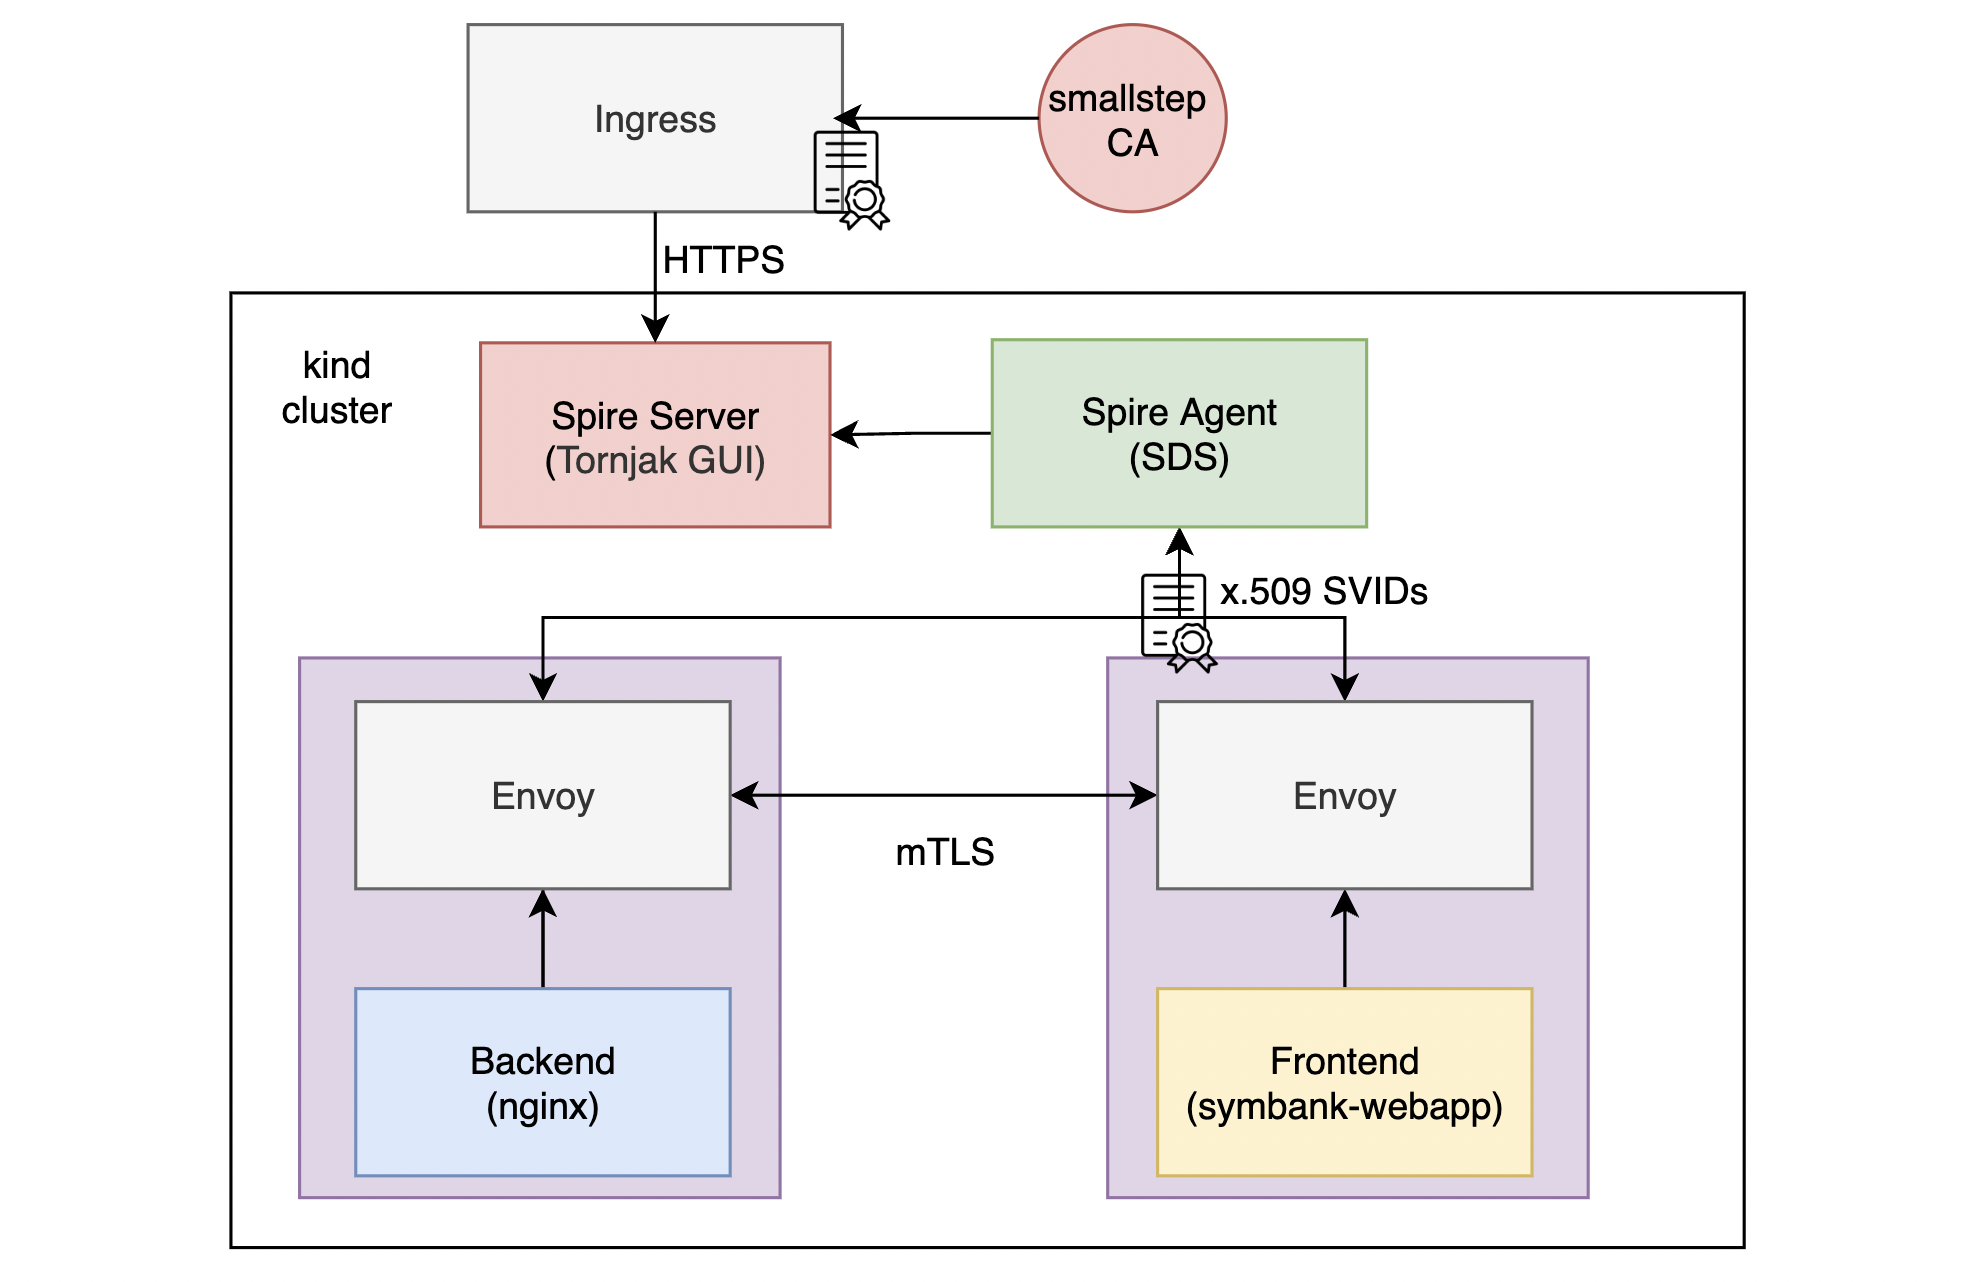 Ingress
smallstep
CA
HTTPS
kind
cluster
Spire Server
(Tornjak GUI)
Spire Agent
(SDS)
x.509 SVIDs
Envoy
Envoy
mTLS
Backend
(nginx)
Frontend
(symbank-webapp)